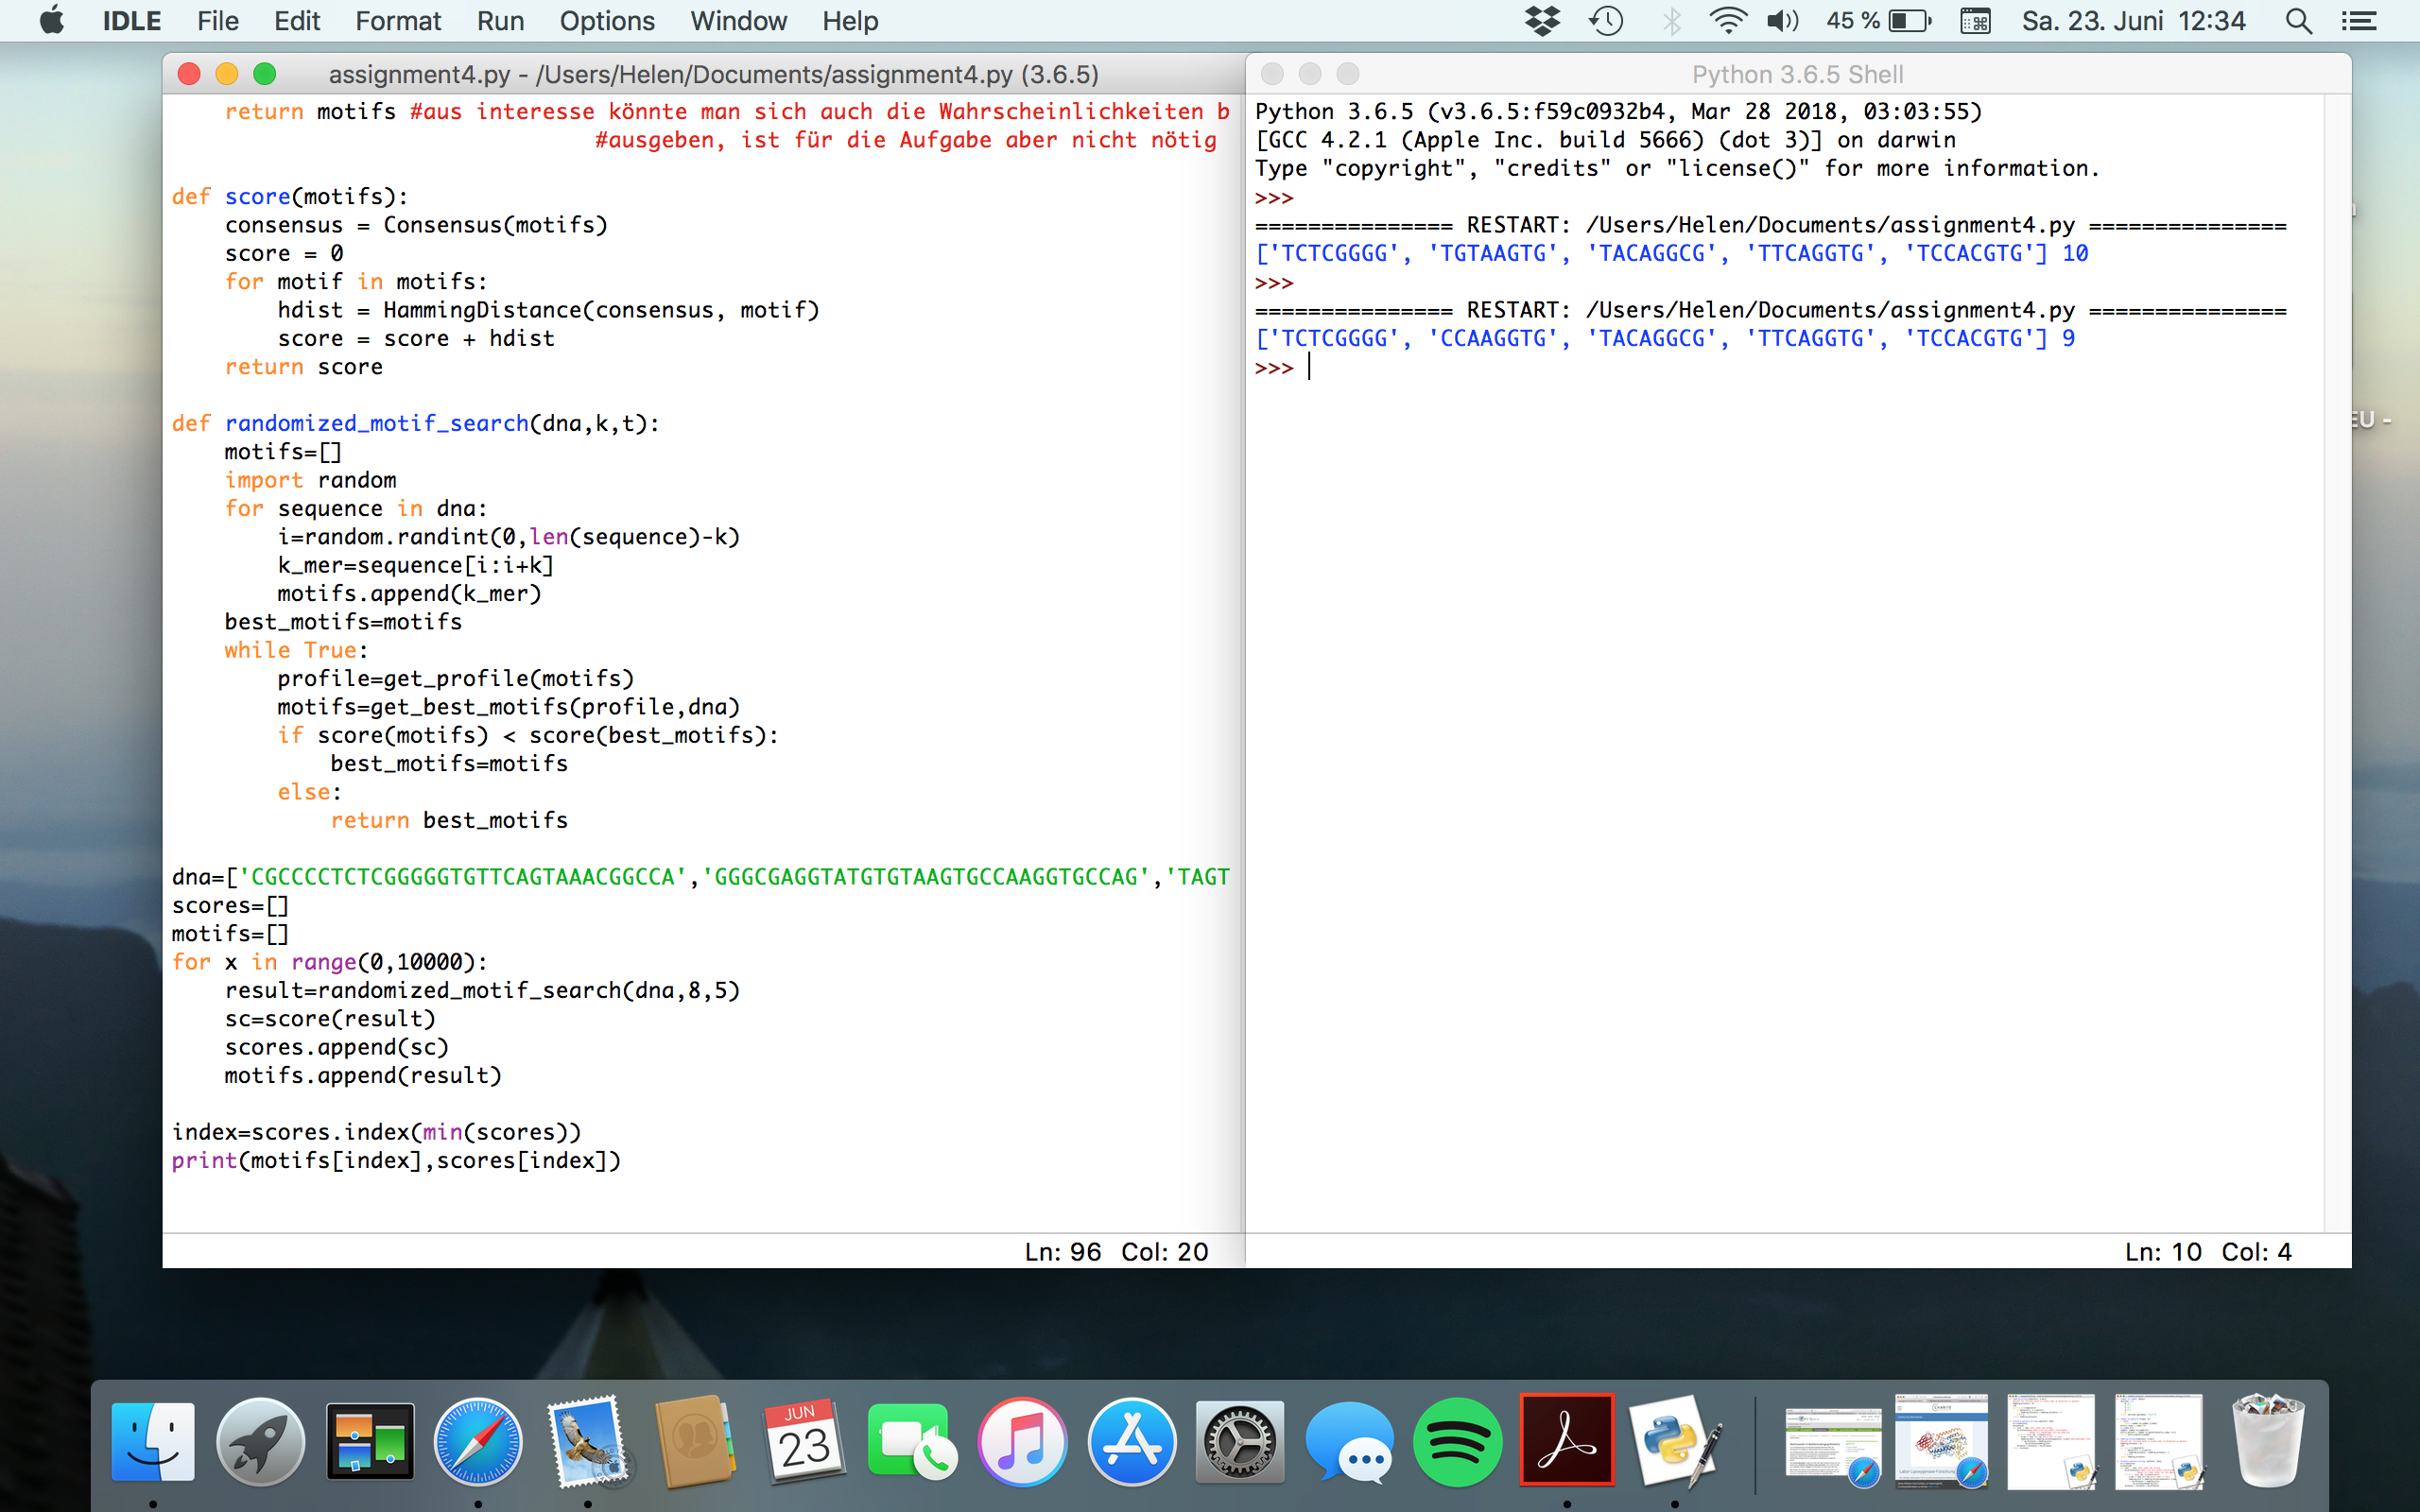 IDLE File Edit Format Run Options Window Help 45 % Sa. 23. Juni 12:34
assignment4.py - /Users/Helen/Documents/assignment4.py (3.6.5)
return motifs #aus interesse könnte man sich auch die Wahrscheinlichkeiten b
#ausgeben, ist für die Aufgabe aber nicht nötig
def score(motifs):
consensus = Consensus(motifs)
score = 0
for motif in motifs:
hdist = HammingDistance(consensus, motif)
score = score + hdist
return score
def randomized_motif_search(dna,k,t):
motifs=[]
import random
for sequence in dna:
i=random.randint(0,len(sequence)-k)
k_mer=sequence[i:i+k]
motifs.append(k_mer)
best_motifs=motifs
while True:
profile=get_profile(motifs)
motifs=get_best_motifs(profile,dna)
if score(motifs) < score(best_motifs):
best_motifs=motifs
else:
return best_motifs
dna=['CGCCCCTCTCGGGGGTGTTCAGTAAACGGCCA','GGGCGAGGTATGTGTAAGTGCCAAGGTGCCAG','TAGT
scores=[]
motifs=[]
for x in range(0,10000):
result=randomized_motif_search(dna,8,5)
sc=score(result)
scores.append(sc)
motifs.append(result)
index=scores.index(min(scores))
print(motifs[index],scores[index])
Ln: 96 Col: 20
Python 3.6.5 Shell
Python 3.6.5 (v3.6.5:f59c0932b4, Mar 28 2018, 03:03:55)
[GCC 4.2.1 (Apple Inc. build 5666) (dot 3)] on darwin
Type "copyright", "credits" or "license()" for more information.
>>>
=============== RESTART: /Users/Helen/Documents/assignment4.py ===============
['TCTCGGGG', 'TGTAAGTG', 'TACAGGCG', 'TTCAGGTG', 'TCCACGTG'] 10
>>>
=============== RESTART: /Users/Helen/Documents/assignment4.py ===============
['TCTCGGGG', 'CCAAGGTG', 'TACAGGCG', 'TTCAGGTG', 'TCCACGTG'] 9
>>>
Ln: 10 Col: 4
EU -
JUN
23